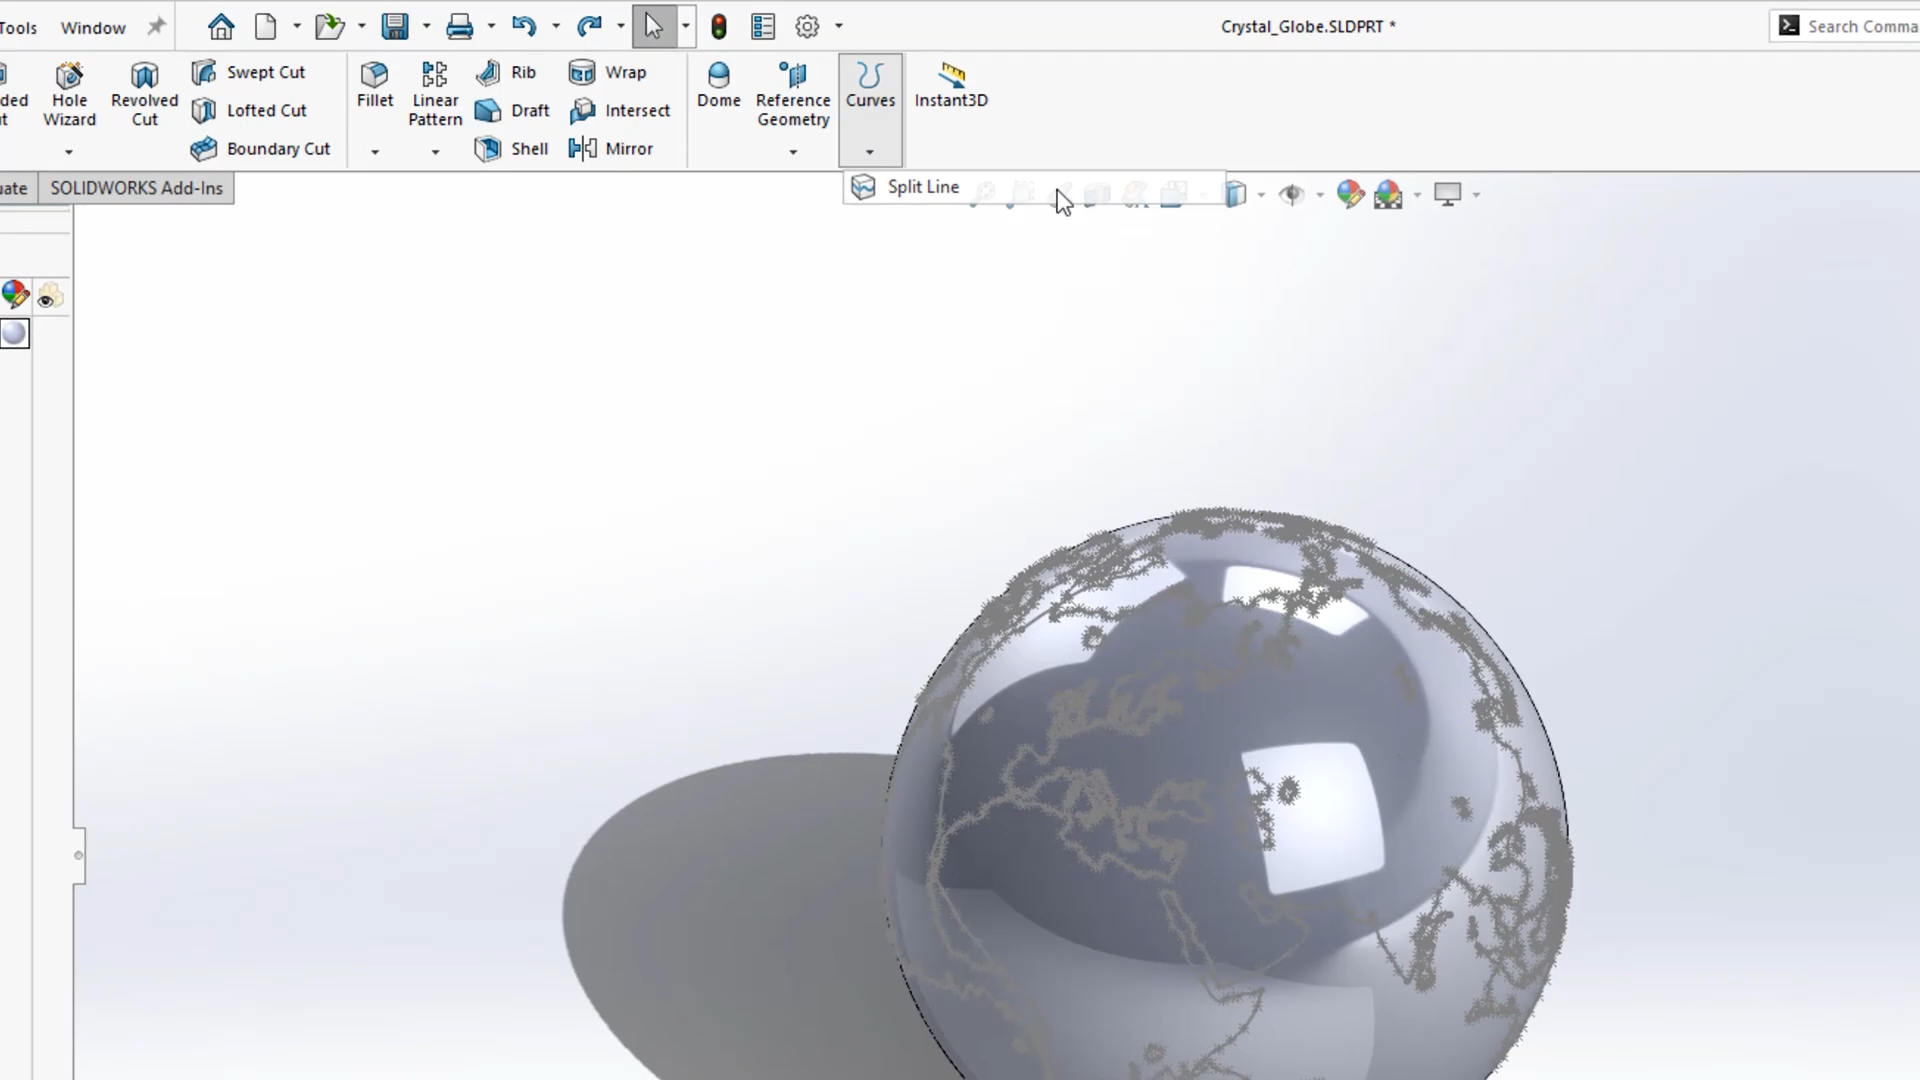 Tools Window Crystal_Globe.SLDPRT * Search Comma
ded Hole Revolved Swept Cut Fillet Linear Rib Wrap Dome Reference Curves Instant3D
t Wizard Cut Lofted Cut Pattern Draft Intersect Geometry
Boundary Cut Shell Mirror
uate SOLIDWORKS Add-Ins Split Line